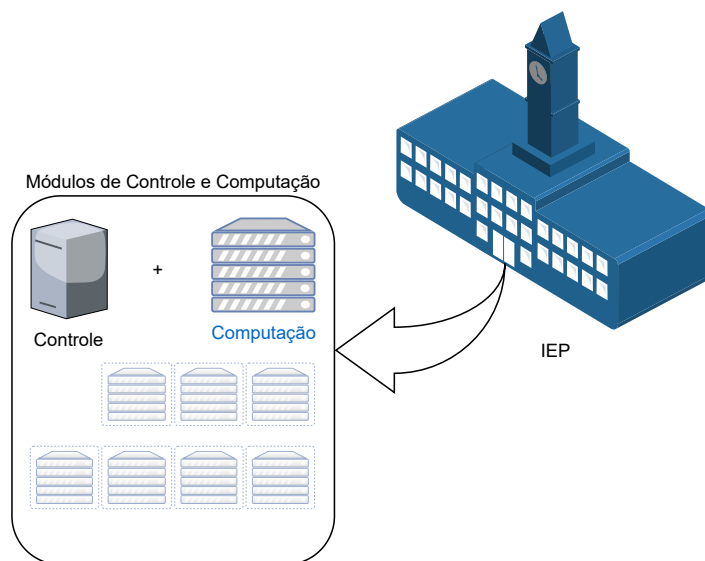 Módulos de Controle e Computação
+
Controle
Computação
IEP